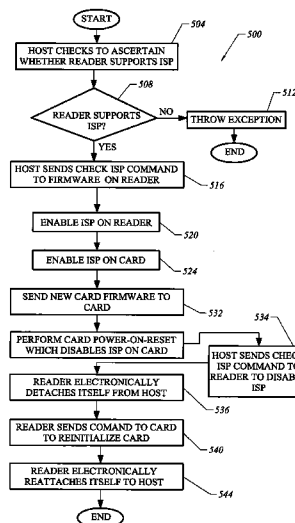 START
504
HOST CHECKS TO ASCERTAIN
WHETHER READER SUPPORTS ISP
500
508
READER SUPPORTS
ISP?
NO
512
THROW EXCEPTION
END
YES
HOST SENDS CHECK ISP COMMAND
TO FIRMWARE ON READER
516
ENABLE ISP ON READER
520
ENABLE ISP ON CARD
524
SEND NEW CARD FIRMWARE TO
CARD
532
PERFORM CARD POWER-ON-RESET
WHICH DISABLES ISP ON CARD
534
HOST SENDS CHECK
ISP COMMAND TO
READER TO DISABLE
ISP
READER ELECTRONICALLY
DETACHES ITSELF FROM HOST
536
READER SENDS COMAND TO CARD
TO REINITIALIZE CARD
540
READER ELECTRONICALLY
REATTACHES ITSELF TO HOST
544
END